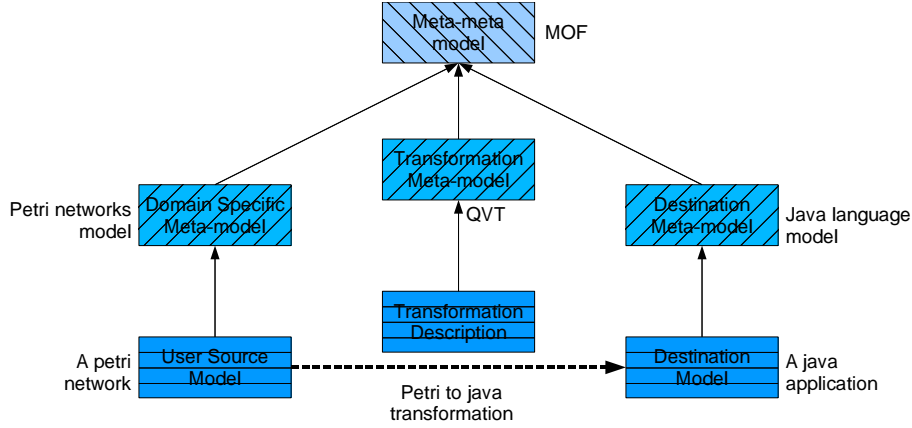 Meta-meta
model
MOF
Transformation
Meta-model
QVT
Petri networks
model
Domain Specific
Meta-model
Destination
Meta-model
Java language
model
Transformation
Description
A petri
network
User Source
Model
Petri to java
transformation
Destination
Model
A java
application